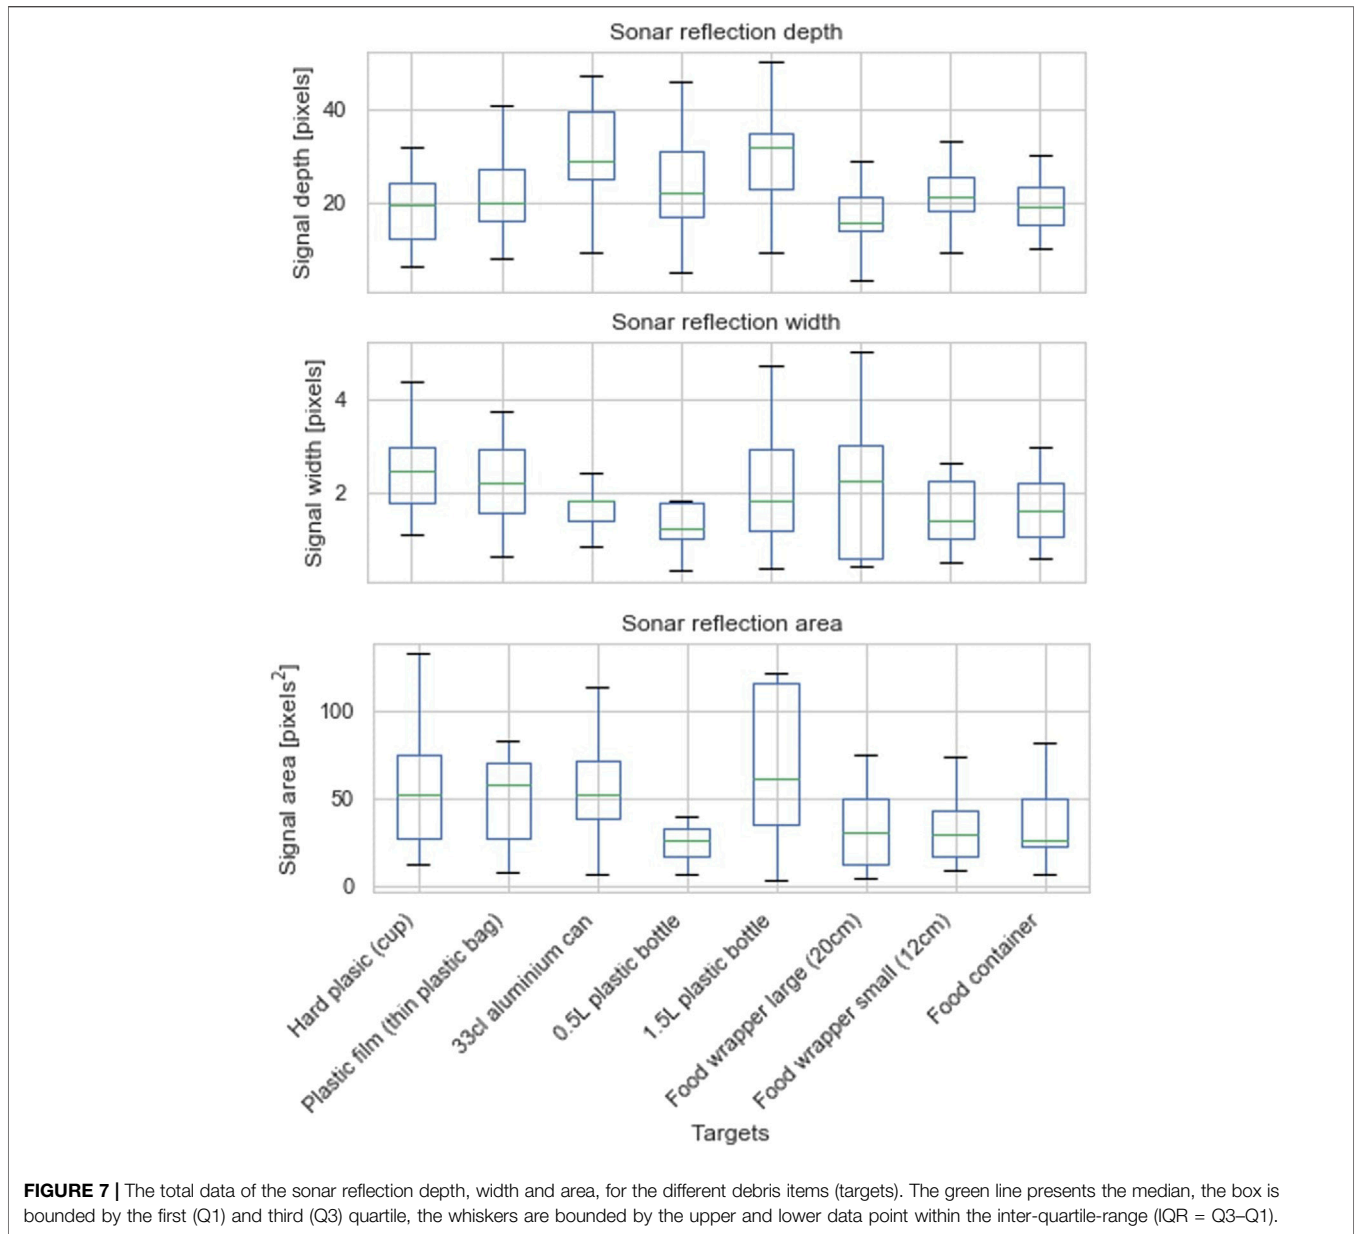 Sonar reflection depth
Signal depth [pixels]
40
20
Sonar reflection width
Signal width [pixels]
4
2
Sonar reflection area
Signal area [pixels²]
100
50
0
Hard plasic (cup)
Plastic film (thin plastic bag)
33cl aluminium can
0.5L plastic bottle
1.5L plastic bottle
Food wrapper large (20cm)
Food wrapper small (12cm)
Food container
Targets
FIGURE 7 | The total data of the sonar reflection depth, width and area, for the different debris items (targets). The green line presents the median, the box is
bounded by the first (Q1) and third (Q3) quartile, the whiskers are bounded by the upper and lower data point within the inter-quartile-range (IQR = Q3–Q1).